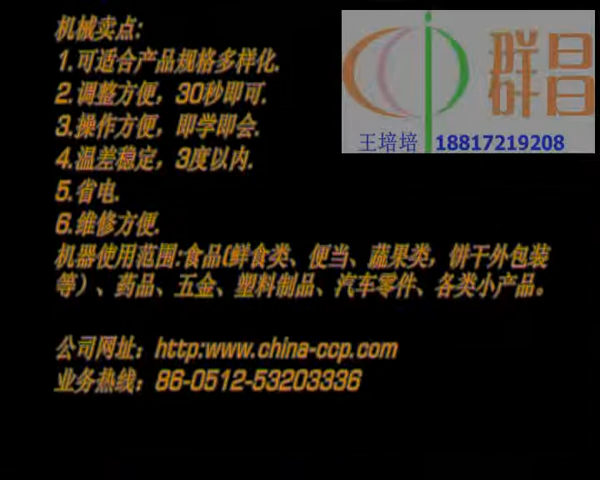 机械卖点:
1.可适合产品规格多样化.
2.调整方便，30秒即可.
3.操作方便，即学即会.
4.温差稳定，3度以内.
5.省电.
6.维修方便.
机器使用范围:食品(鲜食类、便当、蔬果类，饼干外包装
等）、药品、五金、塑料制品、汽车零件、各类小产品。
公司网址：http:www.china-ccp.com
业务热线：86-0512-53203336
群昌
王培培 18817219208